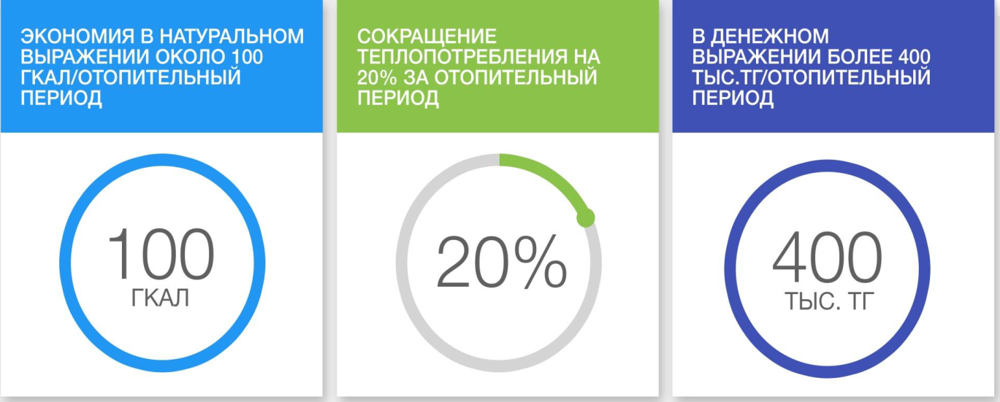 ЭКОНОМИЯ В НАТУРАЛЬНОМ
ВЫРАЖЕНИИ ОКОЛО 100
ГКАЛ/ОТОПИТЕЛЬНЫЙ
ПЕРИОД
100
ГКАЛ
СОКРАЩЕНИЕ
ТЕПЛОПОТРЕБЛЕНИЯ НА
20% ЗА ОТОПИТЕЛЬНЫЙ
ПЕРИОД
20%
В ДЕНЕЖНОМ
ВЫРАЖЕНИИ БОЛЕЕ 400
ТЫС.ТГ/ОТОПИТЕЛЬНЫЙ
ПЕРИОД
400
ТЫС. ТГ